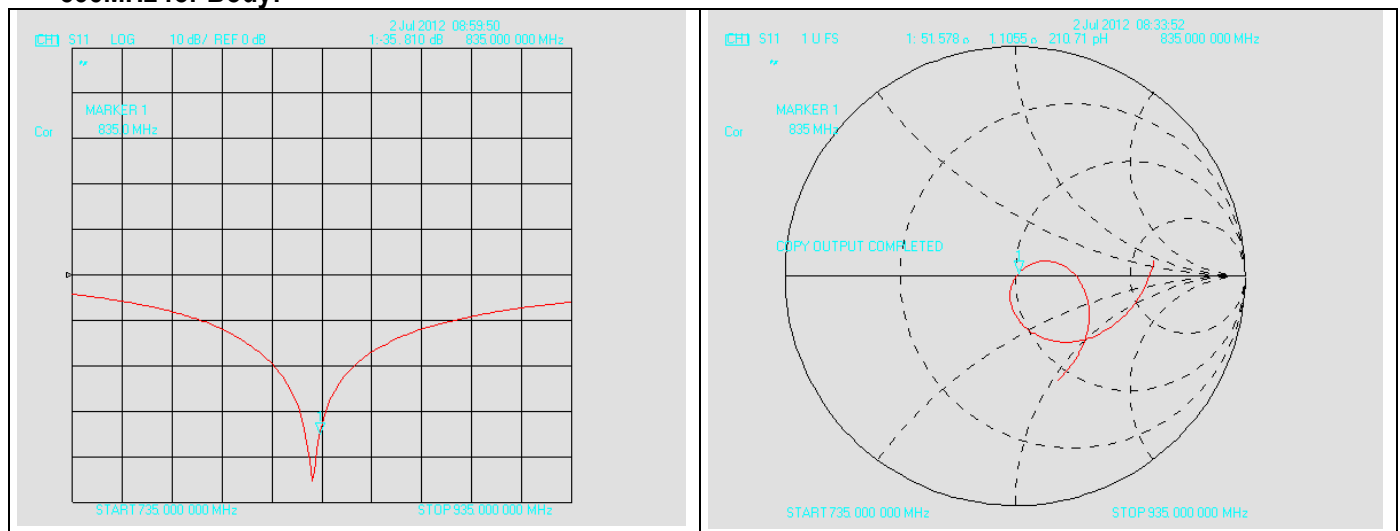 2 Jul 2012 08:59:50
CH1 S11 LOG 10 dB/ REF 0 dB 1:-35.810 dB 835.000 000 MHz
MARKER 1
Cor 835.0 MHz
1
START 735.000 000 MHz STOP 935.000 000 MHz
2 Jul 2012 08:33:52
CH1 S11 1 U FS 1: 51.578 Ω 1.1055 Ω 210.71 pH 835.000 000 MHz
MARKER 1
Cor 835 MHz
COPY OUTPUT COMPLETED
1
START 735.000 000 MHz STOP 935.000 000 MHz